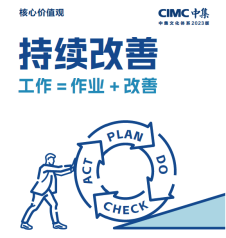 核心价值观
CIMC 中集
中集文化体系2023版
持续改善
工作 = 作业 + 改善
PLAN
DO
CHECK
ACT